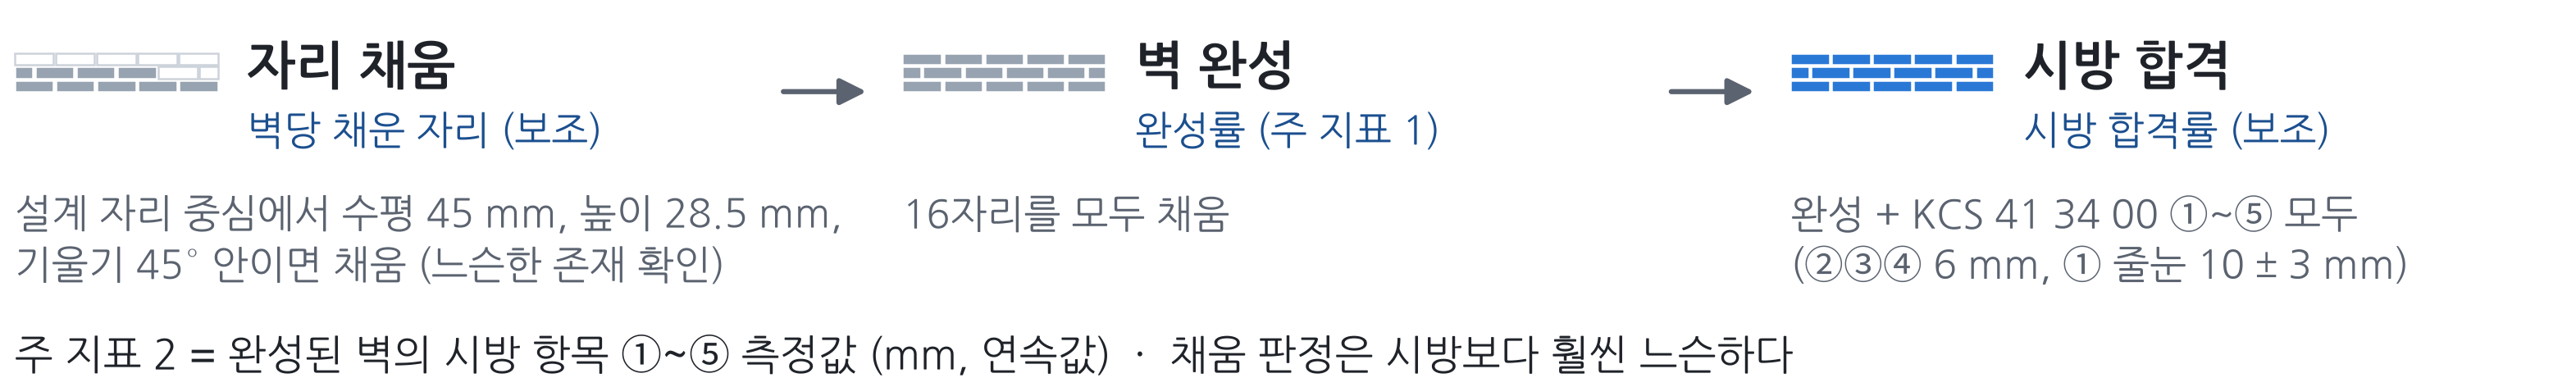 자리 채움
벽당 채운 자리 (보조)
설계 자리 중심에서 수평 45 mm, 높이 28.5 mm,
기울기 45° 안이면 채움 (느슨한 존재 확인)
벽 완성
완성률 (주 지표 1)
16자리를 모두 채움
시방 합격
시방 합격률 (보조)
완성 + KCS 41 34 00 ①~⑤ 모두
(②③④ 6 mm, ① 줄눈 10 ± 3 mm)
주 지표 2 = 완성된 벽의 시방 항목 ①~⑤ 측정값 (mm, 연속값) · 채움 판정은 시방보다 훨씬 느슨하다